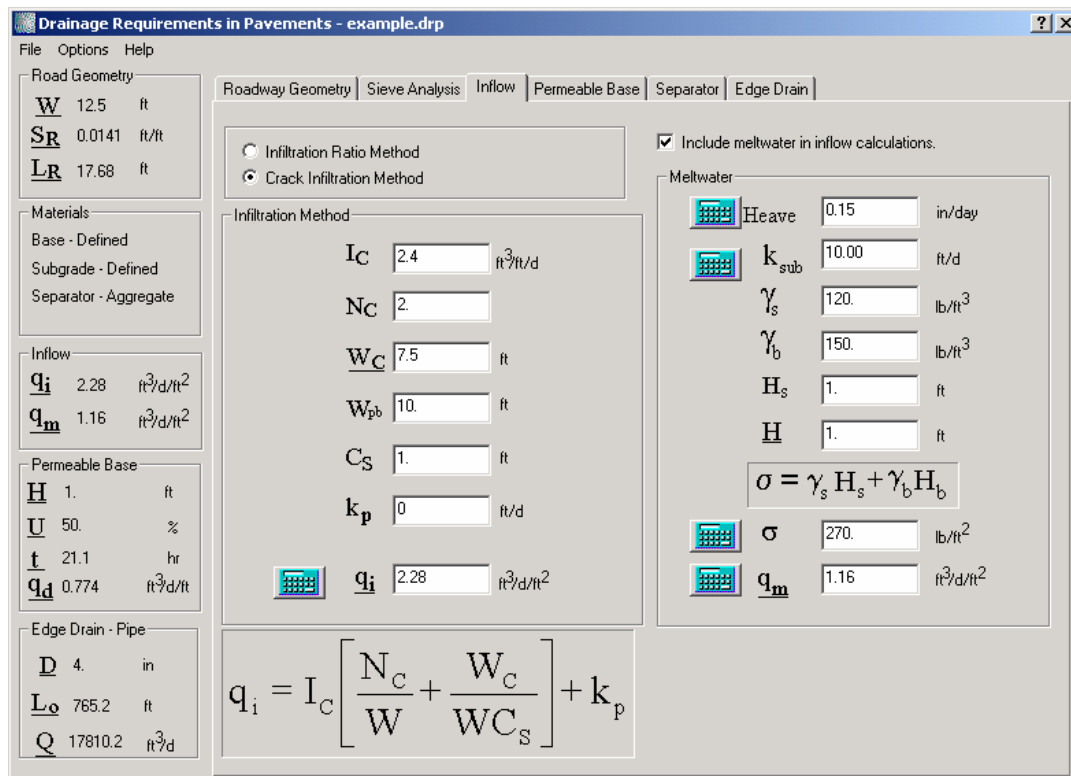 Drainage Requirements in Pavements - example.drp
File Options Help
Road Geometry
W 12.5 ft
SR 0.0141 ft/ft
LR 17.68 ft
Materials
Base - Defined
Subgrade - Defined
Separator - Aggregate
Inflow
qi 2.28 ft3/d/ft2
qm 1.16 ft3/d/ft2
Permeable Base
H 1. ft
U 50. %
t 21.1 hr
qd 0.774 ft3/d/ft
Edge Drain - Pipe
D 4. in
Lo 765.2 ft
Q 17810.2 ft3/d
Roadway Geometry Sieve Analysis Inflow Permeable Base Separator Edge Drain
Infiltration Ratio Method
Crack Infiltration Method
Infiltration Method
IC 2.4 ft3/ft/d
NC 2.
WC 7.5 ft
Wpb 10. ft
CS 1. ft
kp 0 ft/d
qi 2.28 ft3/d/ft2
qi = IC [ NC/W + WC/WCS ] + kp
Include meltwater in inflow calculations.
Meltwater
Heave 0.15 in/day
ksub 10.00 ft/d
γs 120. lb/ft3
γb 150. lb/ft3
Hs 1. ft
H 1. ft
σ = γs Hs + γb Hb
σ 270. lb/ft2
qm 1.16 ft3/d/ft2